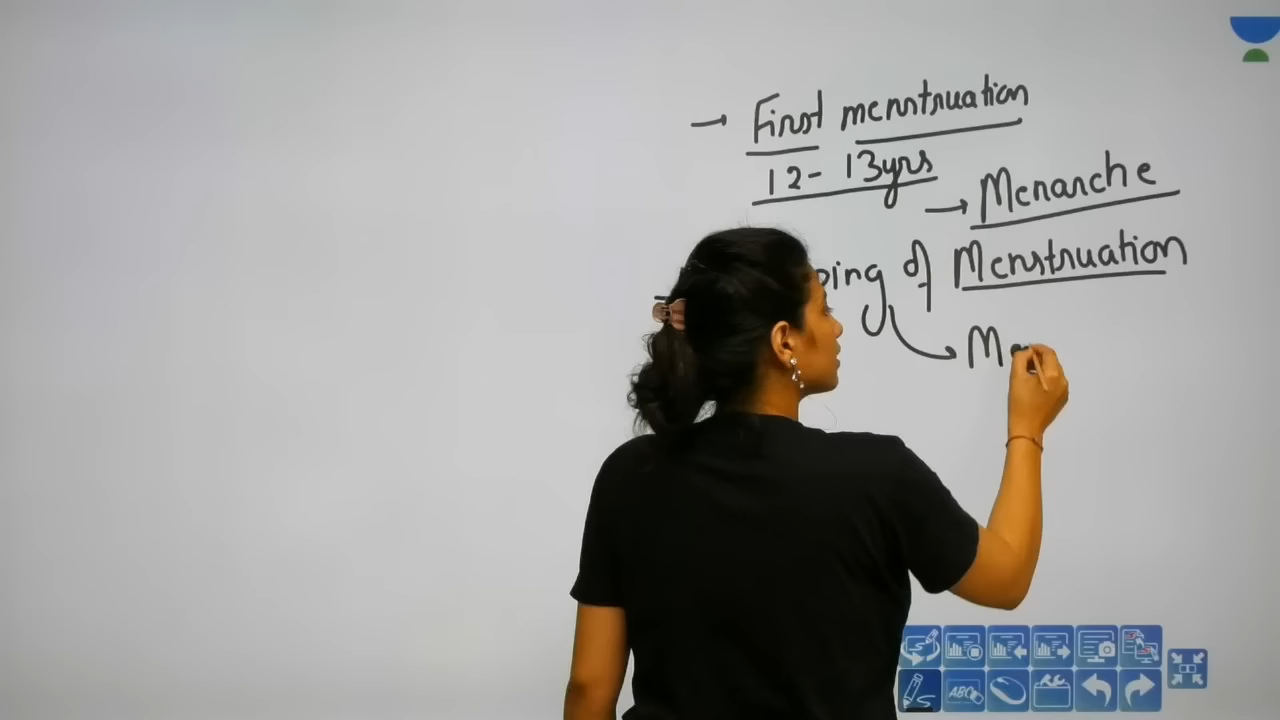 → First menstruation
12 - 13yrs
→ Menarche
of Menstruation